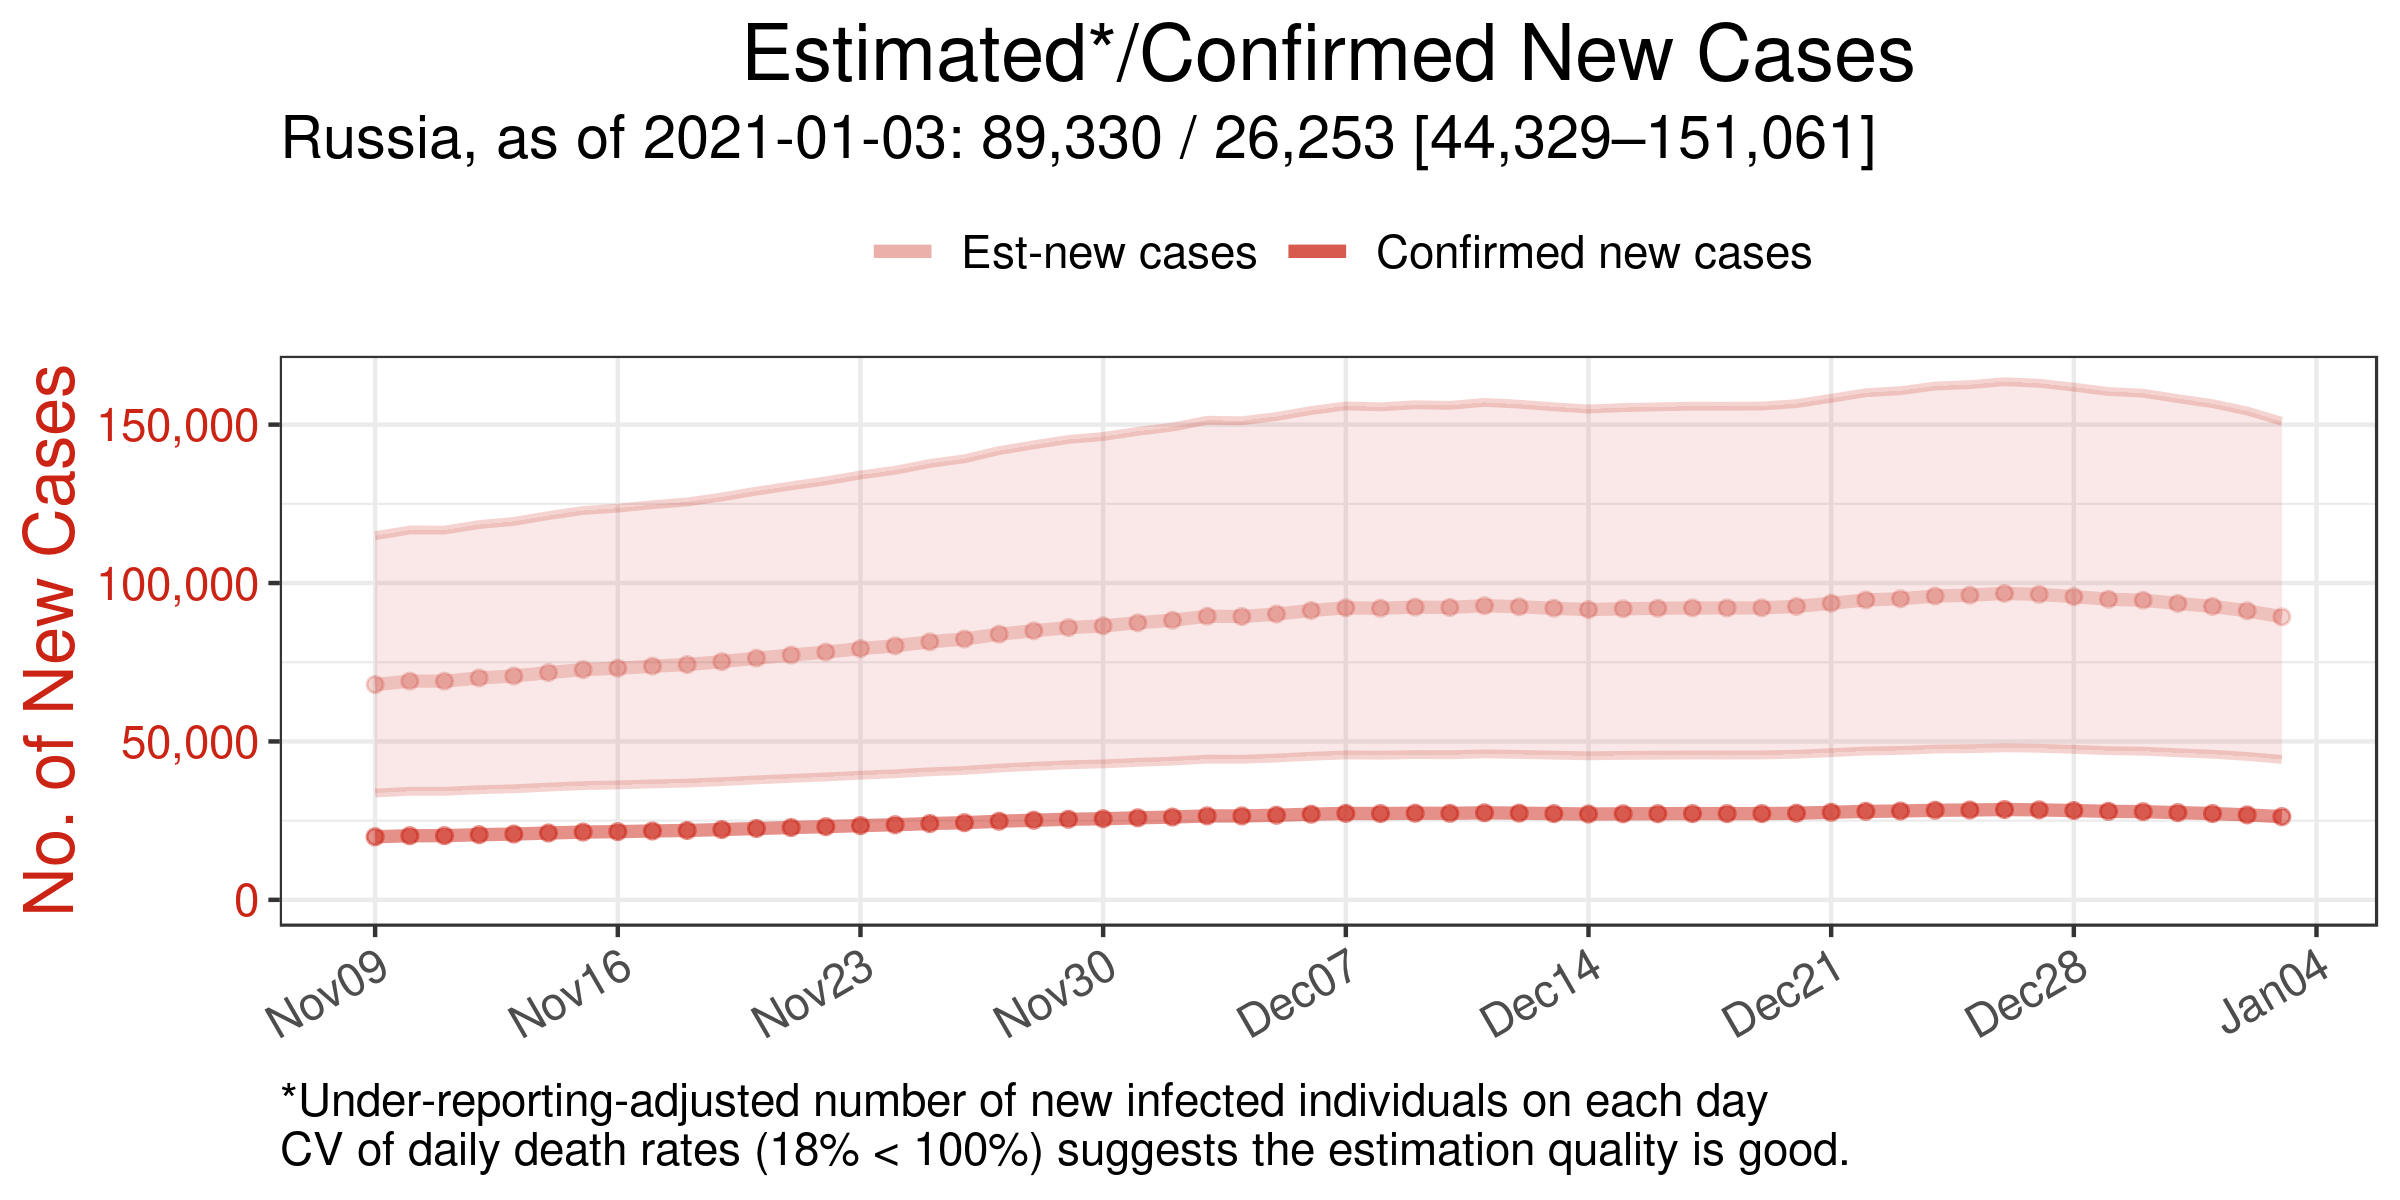 Estimated*/Confirmed New Cases
Russia, as of 2021-01-03: 89,330 / 26,253 [44,329–151,061]
Est-new cases
Confirmed new cases
No. of New Cases
150,000
100,000
50,000
0
Nov09
Nov16
Nov23
Nov30
Dec07
Dec14
Dec21
Dec28
Jan04
*Under-reporting-adjusted number of new infected individuals on each day
CV of daily death rates (18% < 100%) suggests the estimation quality is good.